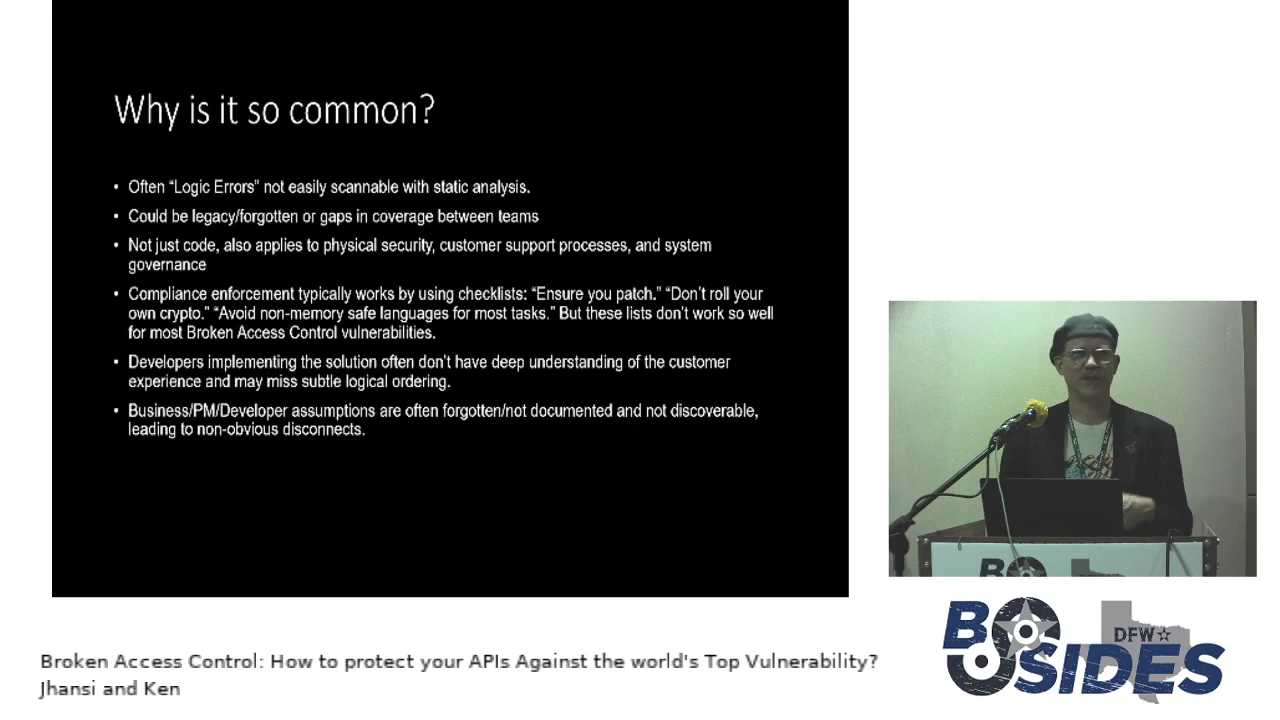 Why is it so common?
• Often “Logic Errors” not easily scannable with static analysis.
• Could be legacy/forgotten or gaps in coverage between teams
• Not just code, also applies to physical security, customer support processes, and system
governance
• Compliance enforcement typically works by using checklists: “Ensure you patch.” “Don’t roll your
own crypto.” “Avoid non-memory safe languages for most tasks.” But these lists don’t work so well
for most Broken Access Control vulnerabilities.
• Developers implementing the solution often don’t have deep understanding of the customer
experience and may miss subtle logical ordering.
• Business/PM/Developer assumptions are often forgotten/not documented and not discoverable,
leading to non-obvious disconnects.
Broken Access Control: How to protect your APIs Against the world's Top Vulnerability?
Jhansi and Ken
BSIDES
DFW